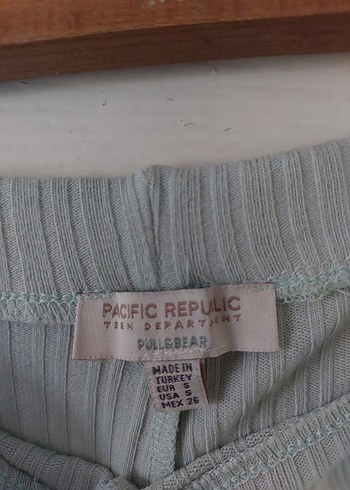 PACIFIC REPUBLIC
TEEN DEPARTMENT
PULL&BEAR
MADE IN
TURKEY
EUR S
USA S
MEX 26